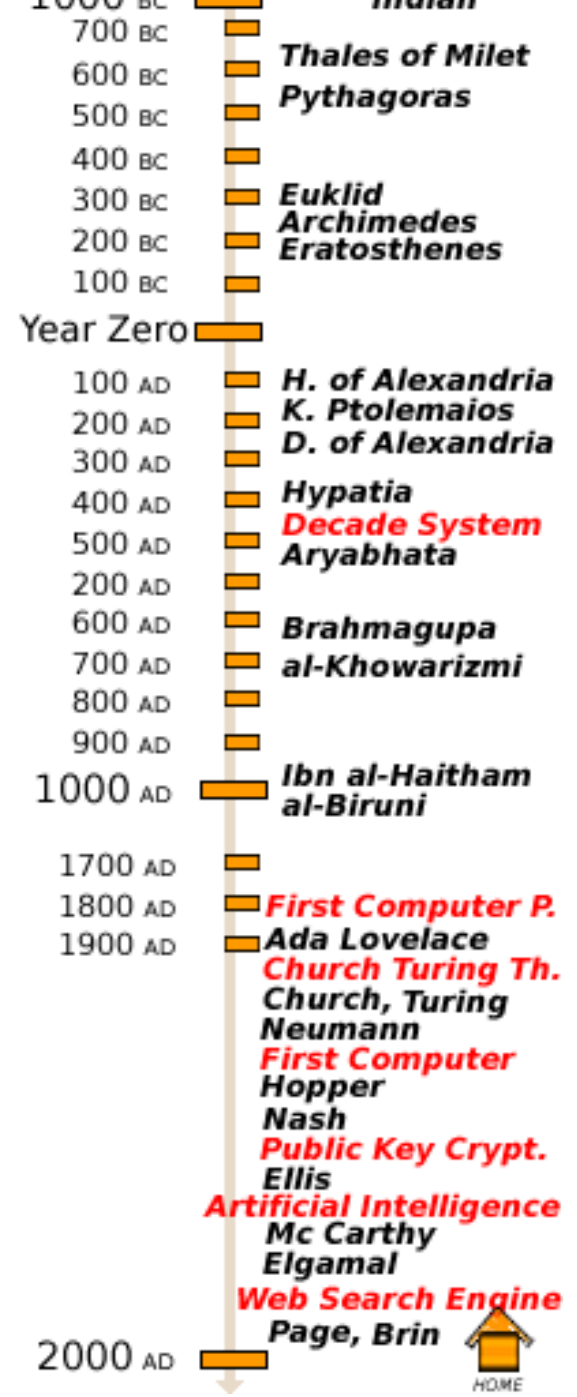 1000 BC Indian
700 BC
Thales of Milet
600 BC
Pythagoras
500 BC
400 BC
300 BC Euklid
Archimedes
200 BC Eratosthenes
100 BC
Year Zero
100 AD H. of Alexandria
K. Ptolemaios
200 AD
D. of Alexandria
300 AD
400 AD Hypatia
Decade System
500 AD Aryabhata
200 AD
600 AD Brahmagupa
700 AD al-Khowarizmi
800 AD
900 AD
1000 AD Ibn al-Haitham
al-Biruni
1700 AD
1800 AD First Computer P.
1900 AD Ada Lovelace
Church Turing Th.
Church, Turing
Neumann
First Computer
Hopper
Nash
Public Key Crypt.
Ellis
Artificial Intelligence
Mc Carthy
Elgamal
Web Search Engine
Page, Brin
2000 AD
HOME